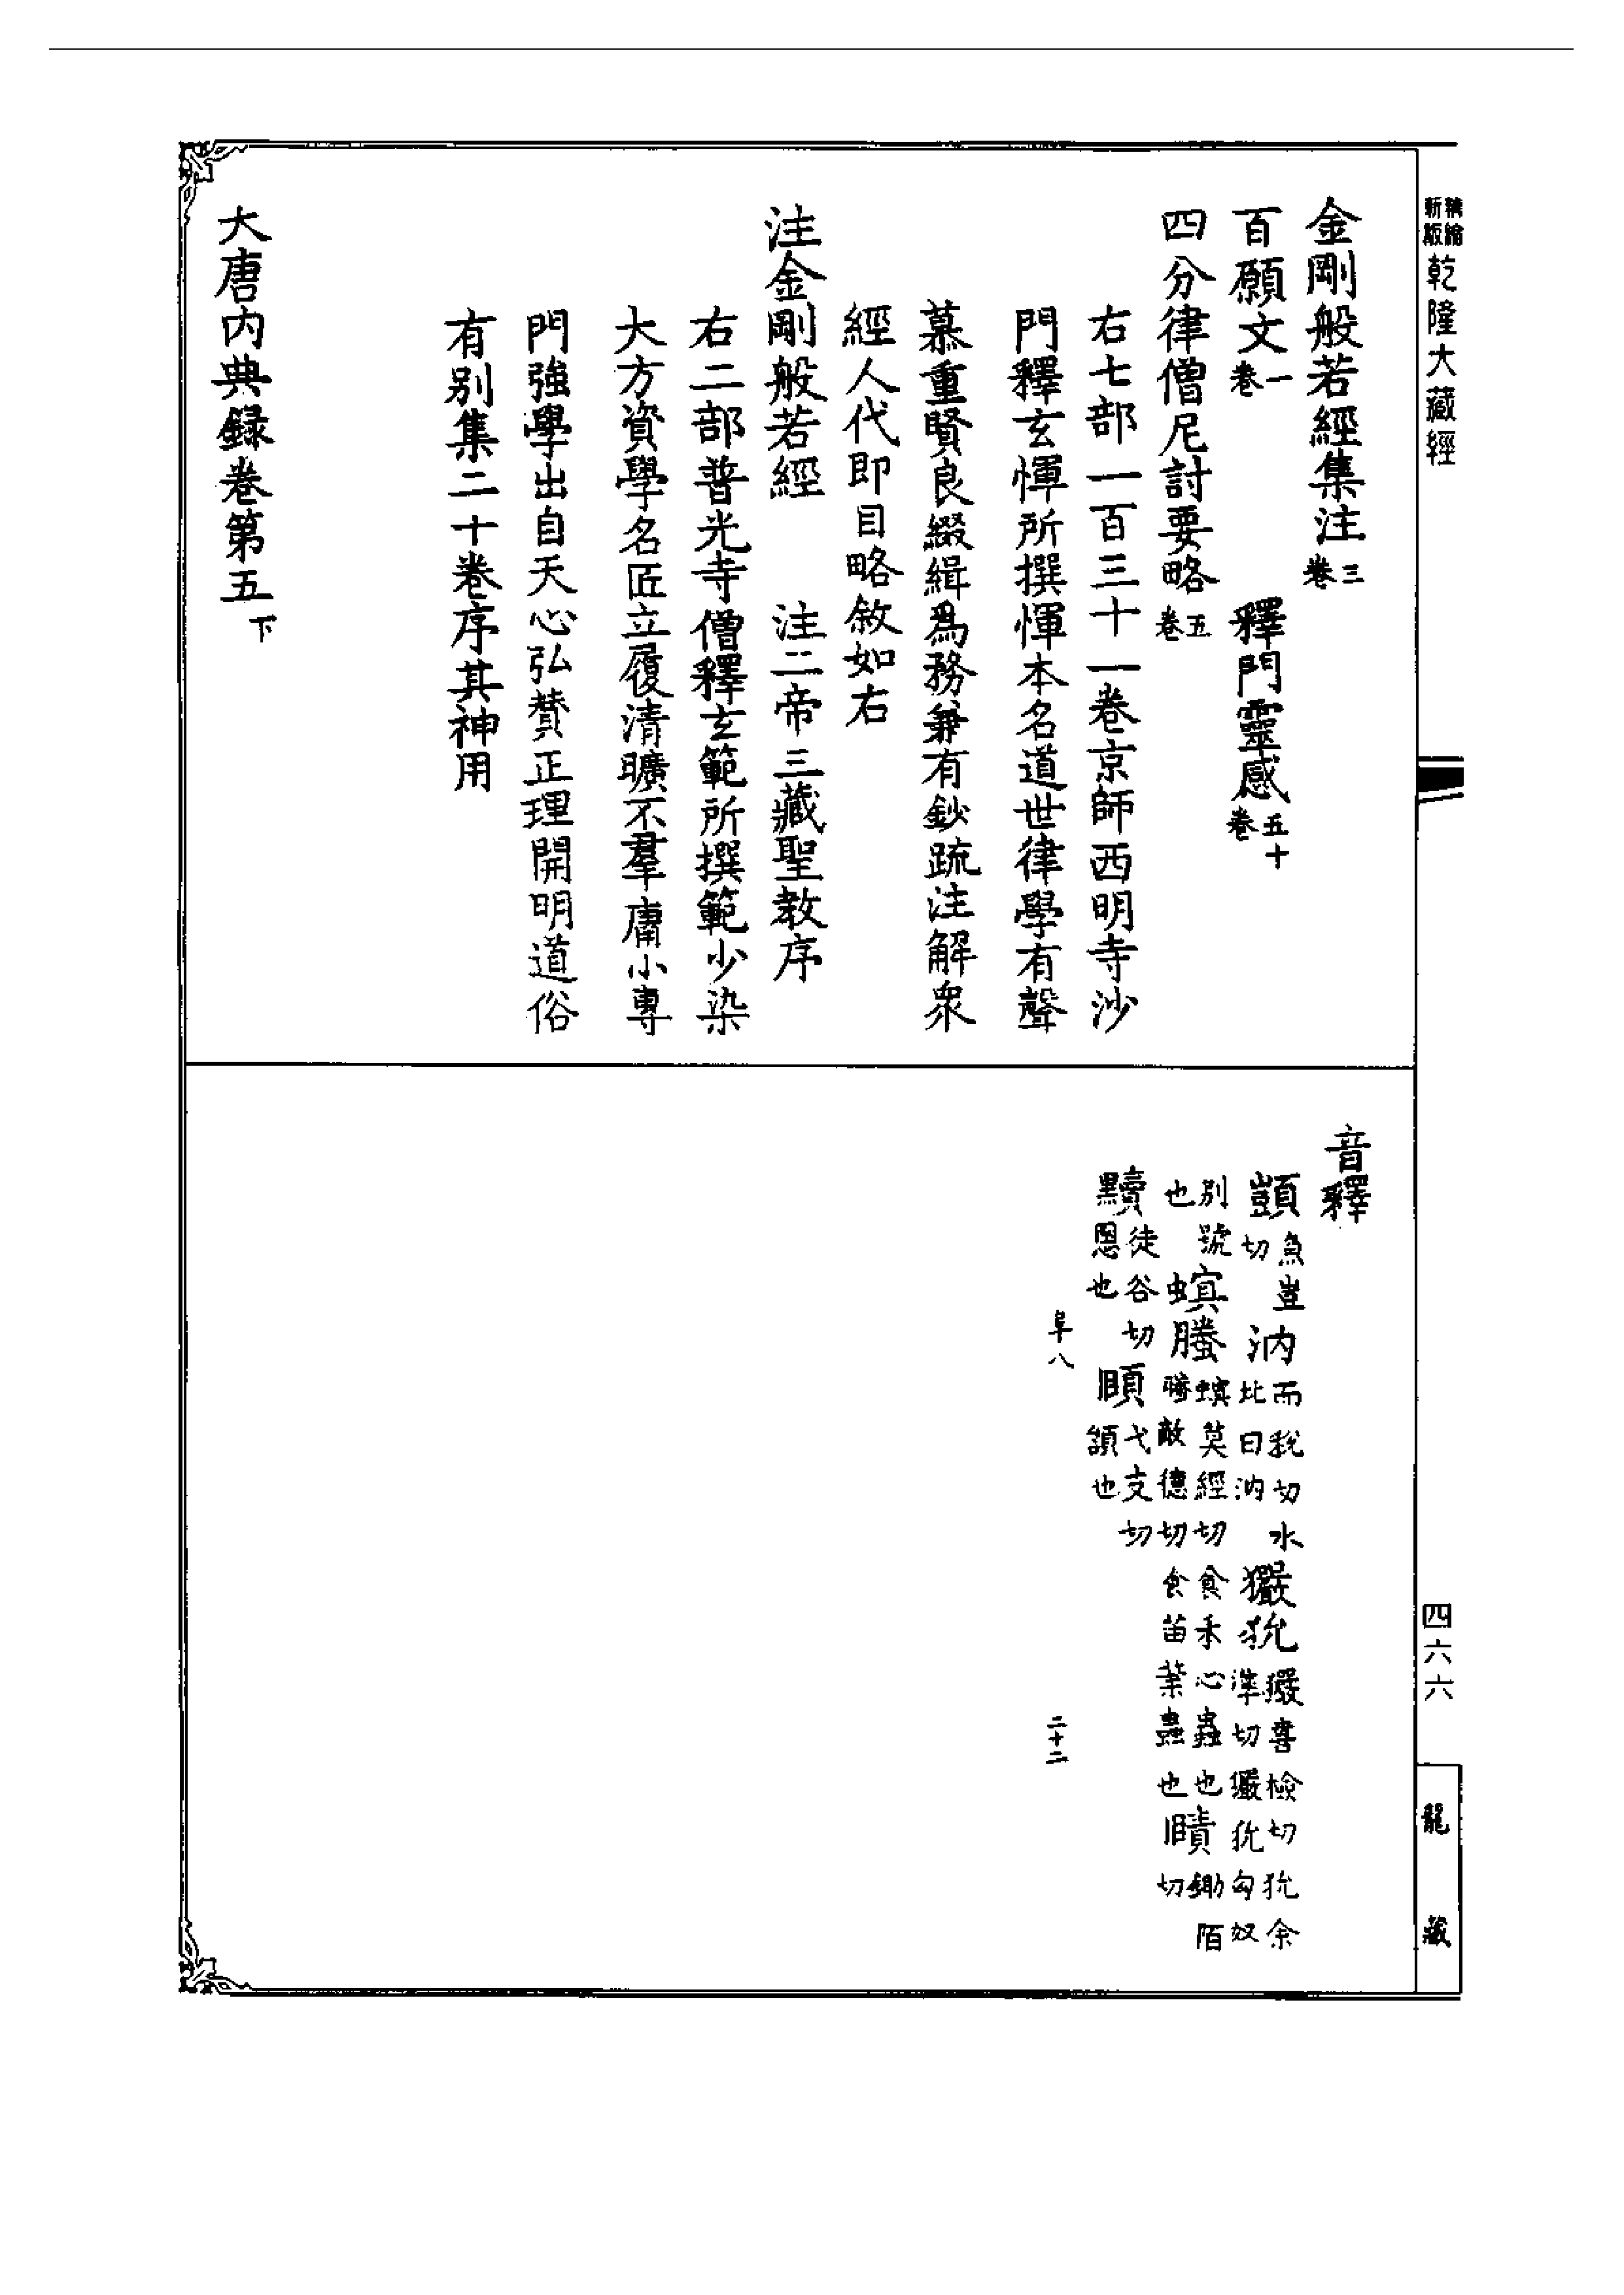 新版精縮乾隆大藏經
金剛般若經集注三卷
百願文一卷　釋門靈感五十卷
四分律僧尼討要略五卷
右七部一百三十一卷京師西明寺沙
門釋玄惲所撰惲本名道世律學有聲
慕重賢良綴緝爲務兼有鈔疏注解衆
經人代即目略敘如右
注金剛般若經　注二帝三藏聖教序
右二部普光寺僧釋玄範所撰範少染
大方資學名匠立履清曠不羣庸小專
門強學出自天心弘贊正理開明道俗
有别集二十卷序其神用
大唐内典録卷第五下
音釋
顗魚豈切　汭而稅切水北曰汭　玁狁玁喜檢切狁余準切玁狁匈奴
別號也　螟螣螟莫經切食禾心蟲也螣敵德切食苗葉蟲也　賾鋤陌切
黷徒谷切慁也　頤弋支切頷也
阜八　二十二
四六六
龍藏